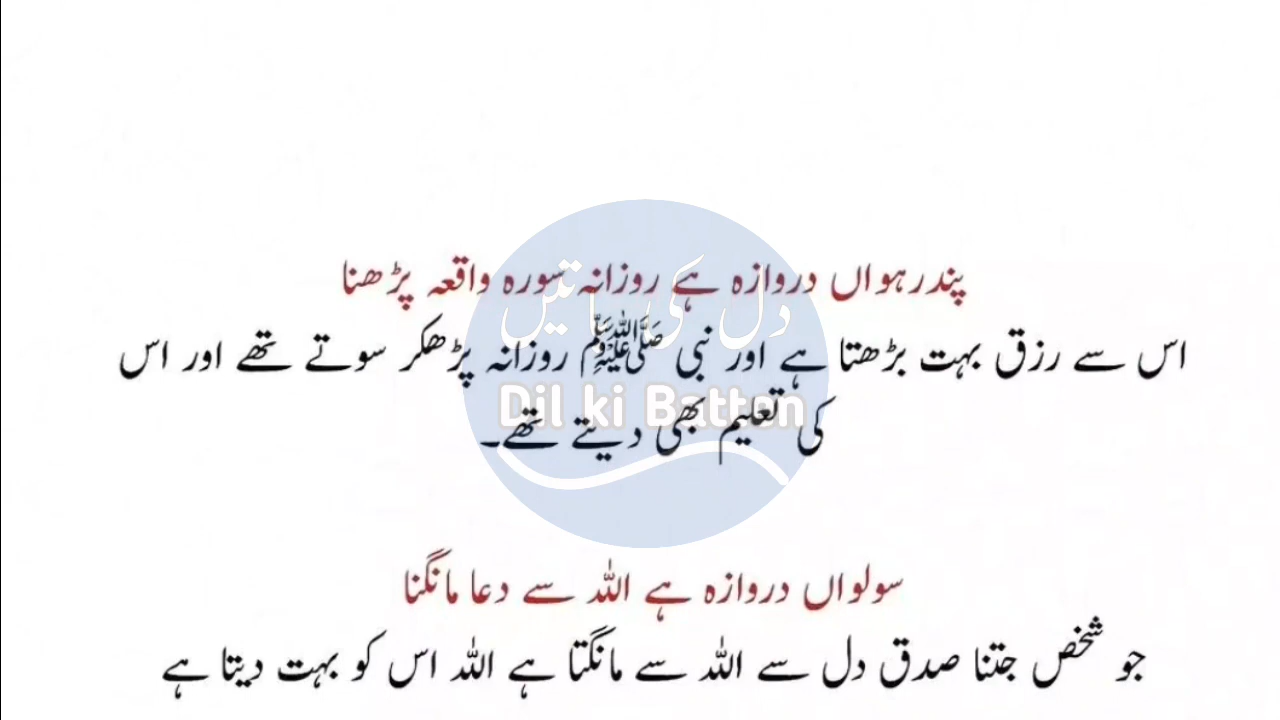 پندرہواں دروازہ ہے روزانہ سورہ واقعہ پڑھنا
اس سے رزق بہت بڑھتا ہے اور نبی ﷺ روزانہ پڑھکر سوتے تھے اور اس
کی تعلیم بھی دیتے تھے۔
دل کی باتیں
Dil ki Batten
سولواں دروازہ ہے اللہ سے دعا مانگنا
جو شخص جتنا صدق دل سے اللہ سے مانگتا ہے اللہ اس کو بہت دیتا ہے